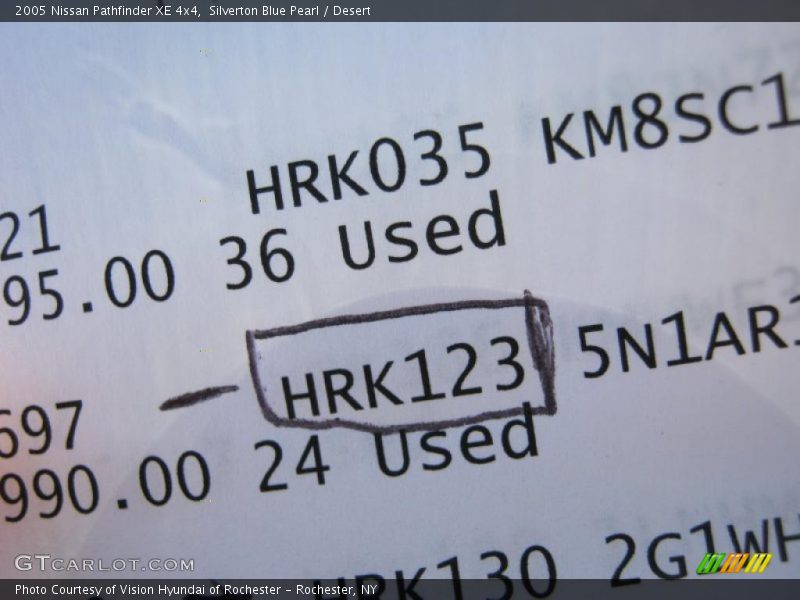 2005 Nissan Pathfinder XE 4x4, Silverton Blue Pearl / Desert
HRK035 KM8SC1
21
95.00 36 Used
HRK123 5N1AR
697
990.00 24 Used
HRK130 2G1WH
GTCARLOT.COM
Photo Courtesy of Vision Hyundai of Rochester - Rochester, NY